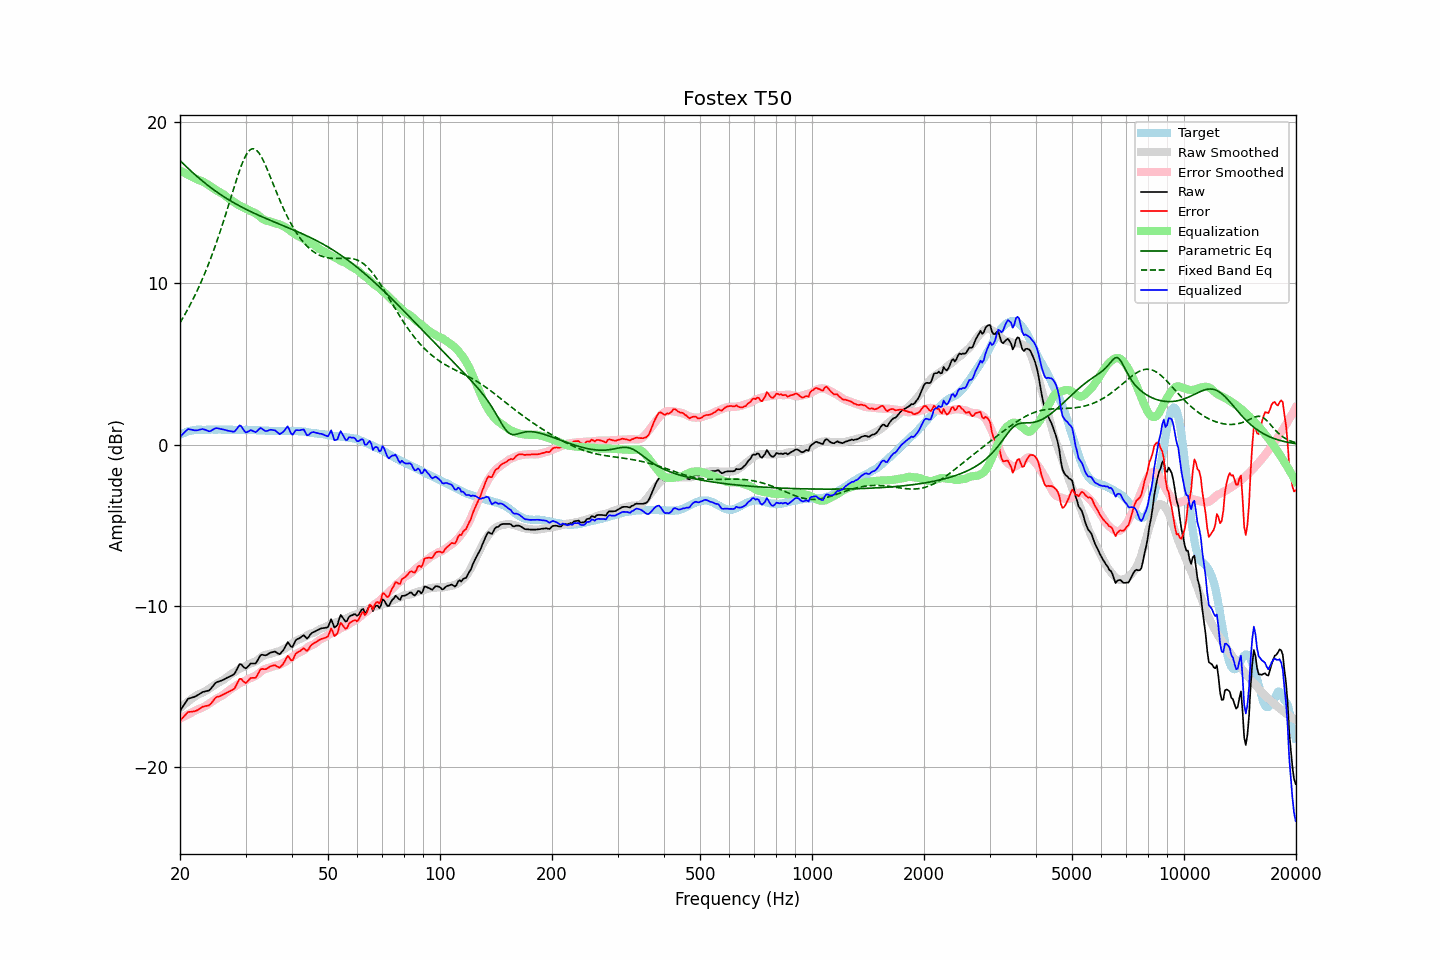 Fostex T50
Amplitude (dBr)
20
10
0
−10
−20
Target
Raw Smoothed
Error Smoothed
Raw
Error
Equalization
Parametric Eq
Fixed Band Eq
Equalized
20 50 100 200 500 1000 2000 5000 10000 20000
Frequency (Hz)